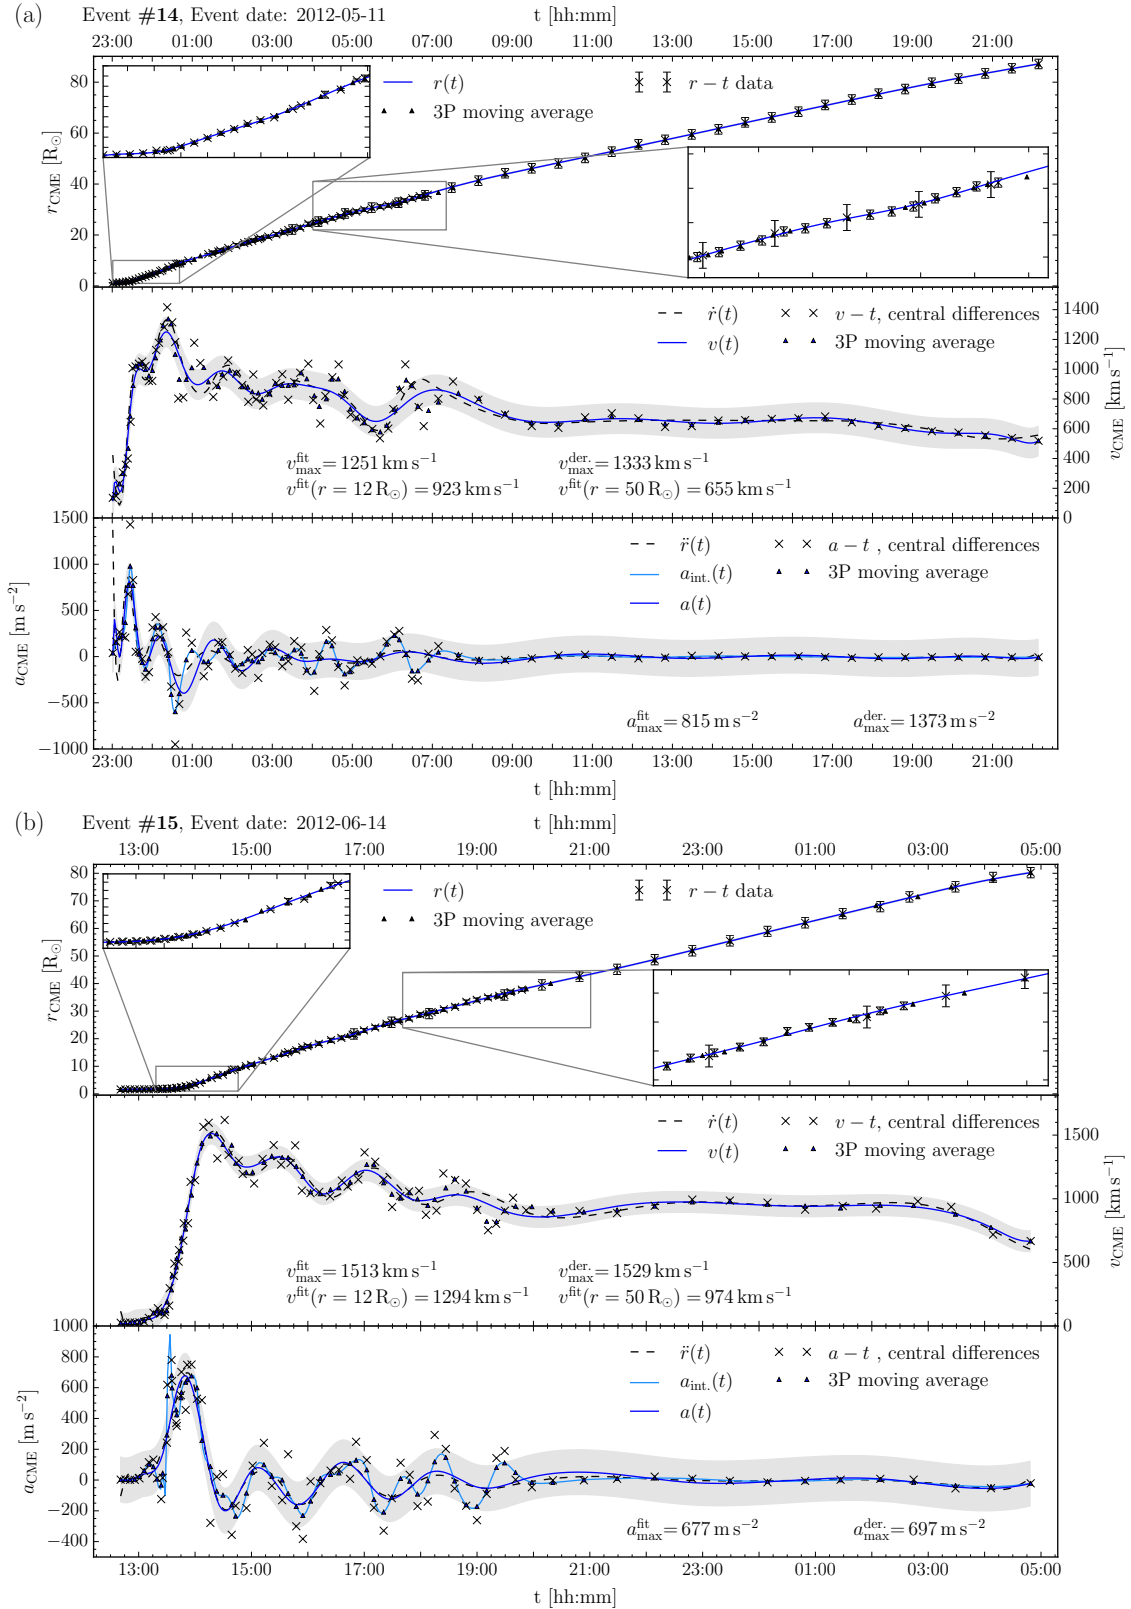 (a) Event #14, Event date: 2012-05-11 t [hh:mm]
23:00 01:00 03:00 05:00 07:00 09:00 11:00 13:00 15:00 17:00 19:00 21:00
r(t) r − t data
3P moving average
80
60
40
20
0
r_CME [R_⊙]
ṙ(t) v − t, central differences
v(t) 3P moving average
1400
1200
1000
800
600
400
200
0
v_CME [km s⁻¹]
v_max^fit = 1251 km s⁻¹ v_max^der. = 1333 km s⁻¹
v^fit(r = 12 R_⊙) = 923 km s⁻¹ v^fit(r = 50 R_⊙) = 655 km s⁻¹
1500
1000
500
0
−500
−1000
a_CME [m s⁻²]
r̈(t) a − t , central differences
a_int.(t) 3P moving average
a(t)
a_max^fit = 815 m s⁻² a_max^der. = 1373 m s⁻²
23:00 01:00 03:00 05:00 07:00 09:00 11:00 13:00 15:00 17:00 19:00 21:00
t [hh:mm]
(b) Event #15, Event date: 2012-06-14 t [hh:mm]
13:00 15:00 17:00 19:00 21:00 23:00 01:00 03:00 05:00
r(t) r − t data
3P moving average
80
70
60
50
40
30
20
10
0
r_CME [R_⊙]
ṙ(t) v − t, central differences
v(t) 3P moving average
1500
1000
500
0
v_CME [km s⁻¹]
v_max^fit = 1513 km s⁻¹ v_max^der. = 1529 km s⁻¹
v^fit(r = 12 R_⊙) = 1294 km s⁻¹ v^fit(r = 50 R_⊙) = 974 km s⁻¹
1000
800
600
400
200
0
−200
−400
a_CME [m s⁻²]
r̈(t) a − t , central differences
a_int.(t) 3P moving average
a(t)
a_max^fit = 677 m s⁻² a_max^der. = 697 m s⁻²
13:00 15:00 17:00 19:00 21:00 23:00 01:00 03:00 05:00
t [hh:mm]